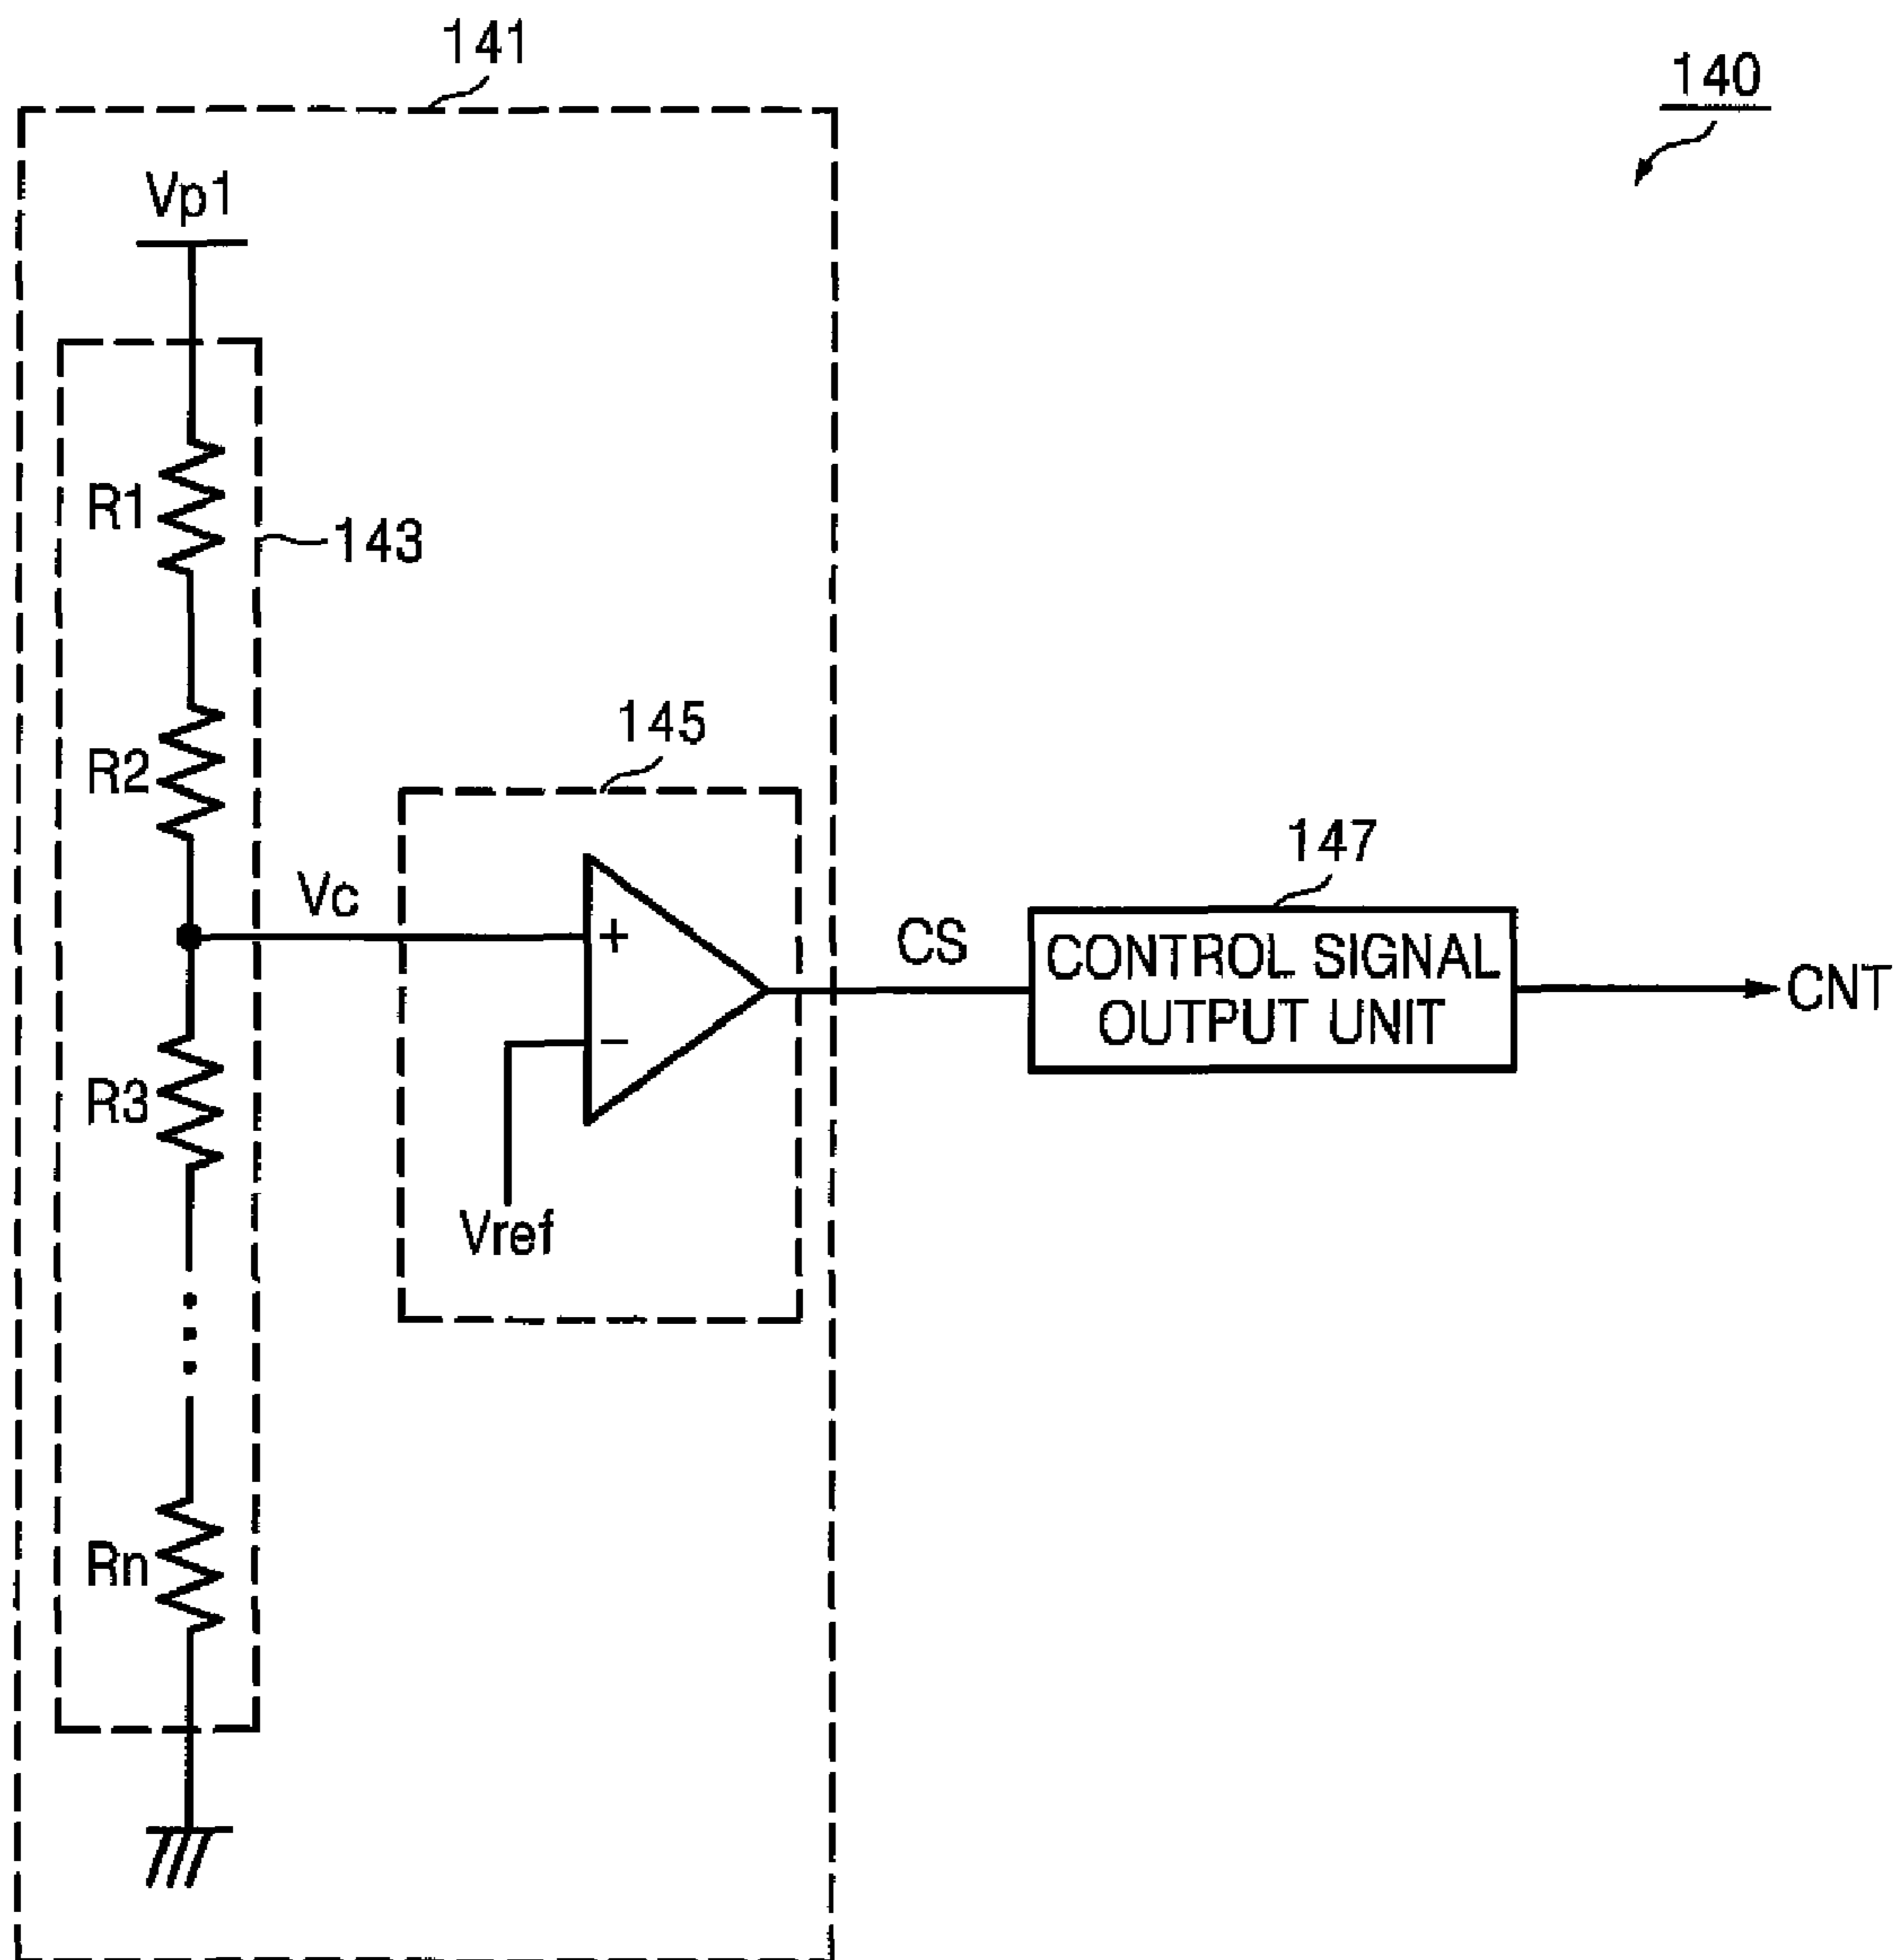 141
140
Vp1
R1
143
R2
145
147
Vc
+
CS
CONTROL SIGNAL
OUTPUT UNIT
CNT
−
R3
Vref
Rn